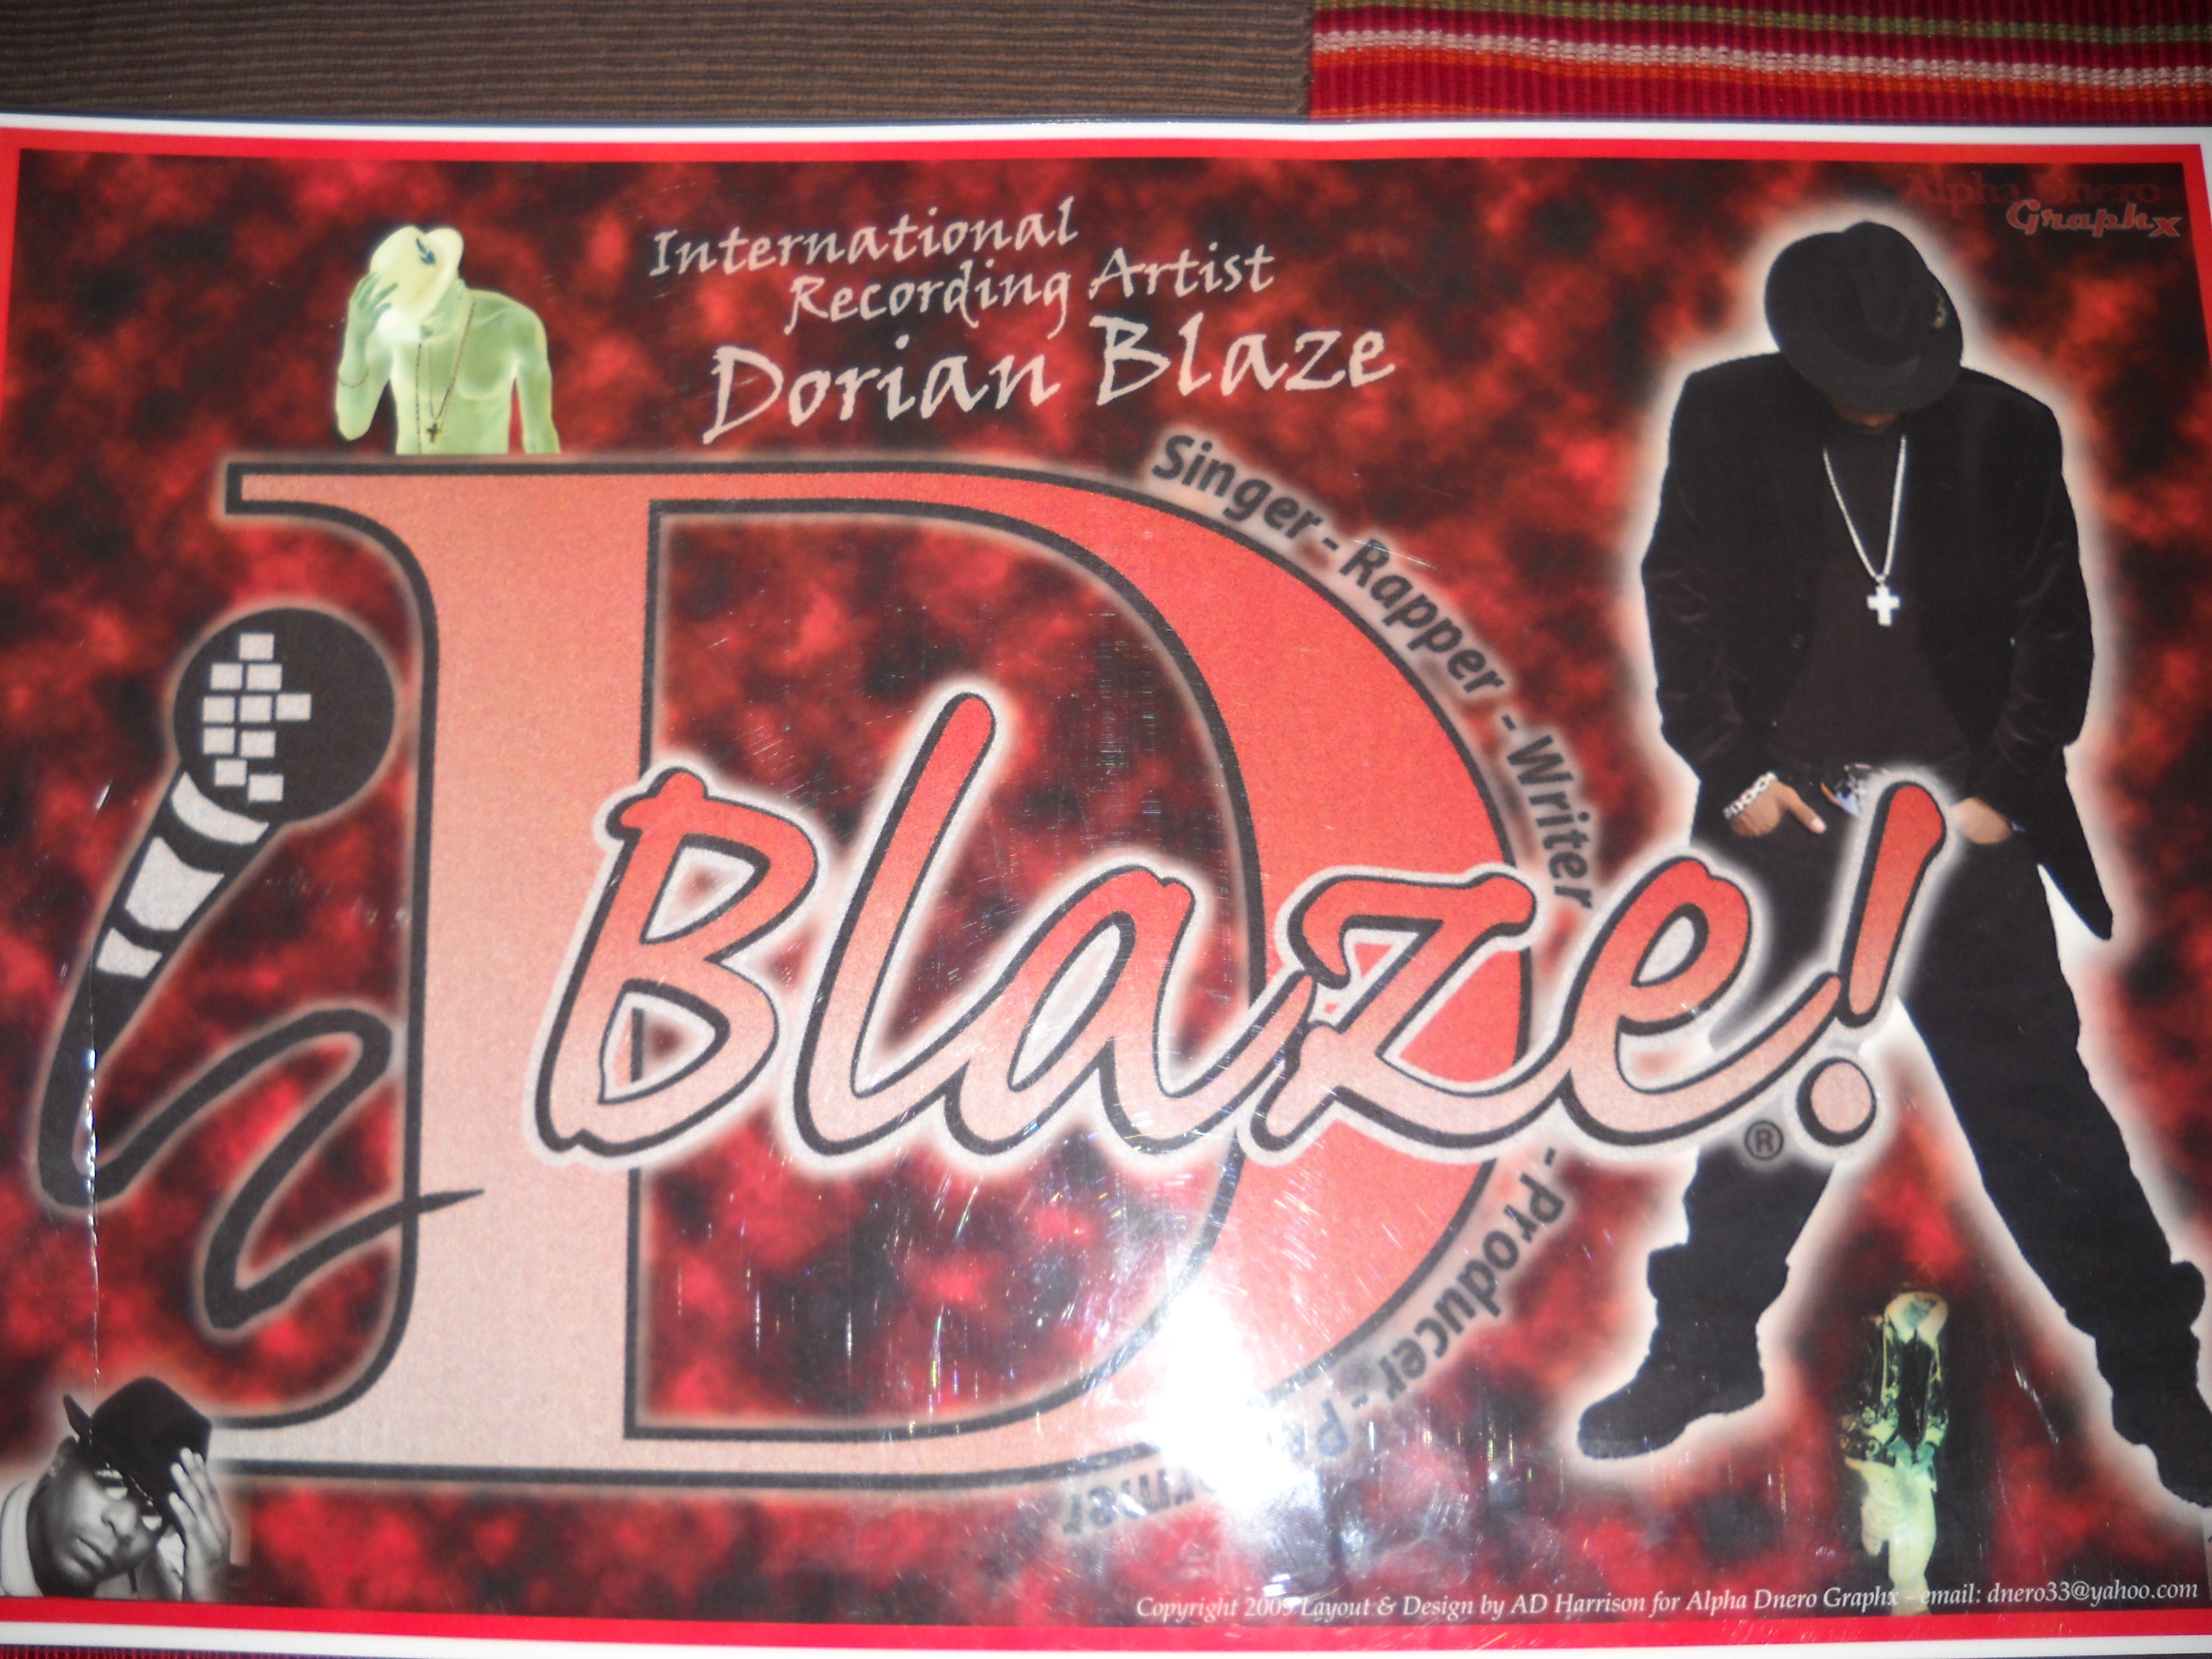 Alpha Dnero
Graphx
International
Recording Artist
Dorian Blaze
Singer - Rapper - Writer
- Producer -
D
Blaze!
®
Copyright 2009 Layout & Design by AD Harrison for Alpha Dnero Graphx - email: dnero33@yahoo.com